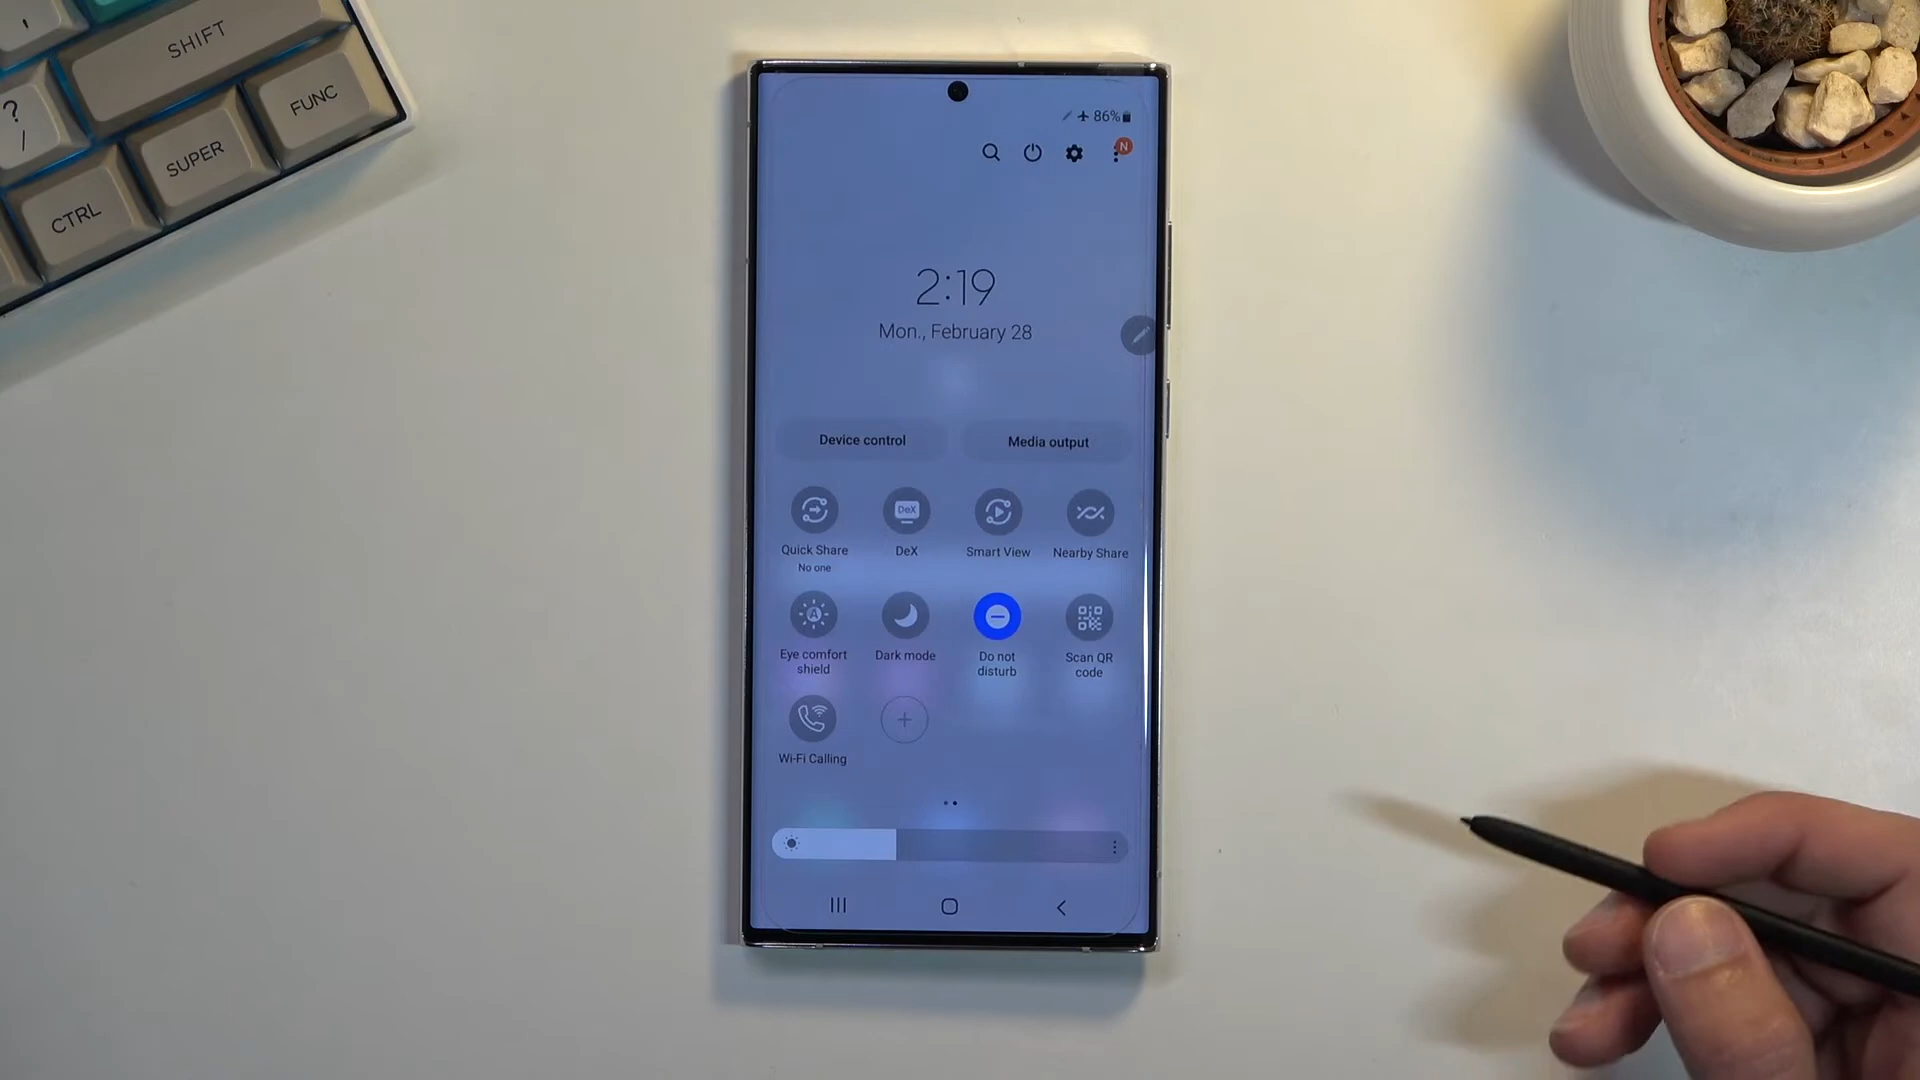 SHIFT
?
/
SUPER
FUNC
CTRL
86%
N
2:19
Mon., February 28
Device control
Media output
Quick Share
No one
DeX
DeX
Smart View
Nearby Share
A
Eye comfort
shield
Dark mode
Do not
disturb
Scan QR
code
Wi-Fi Calling